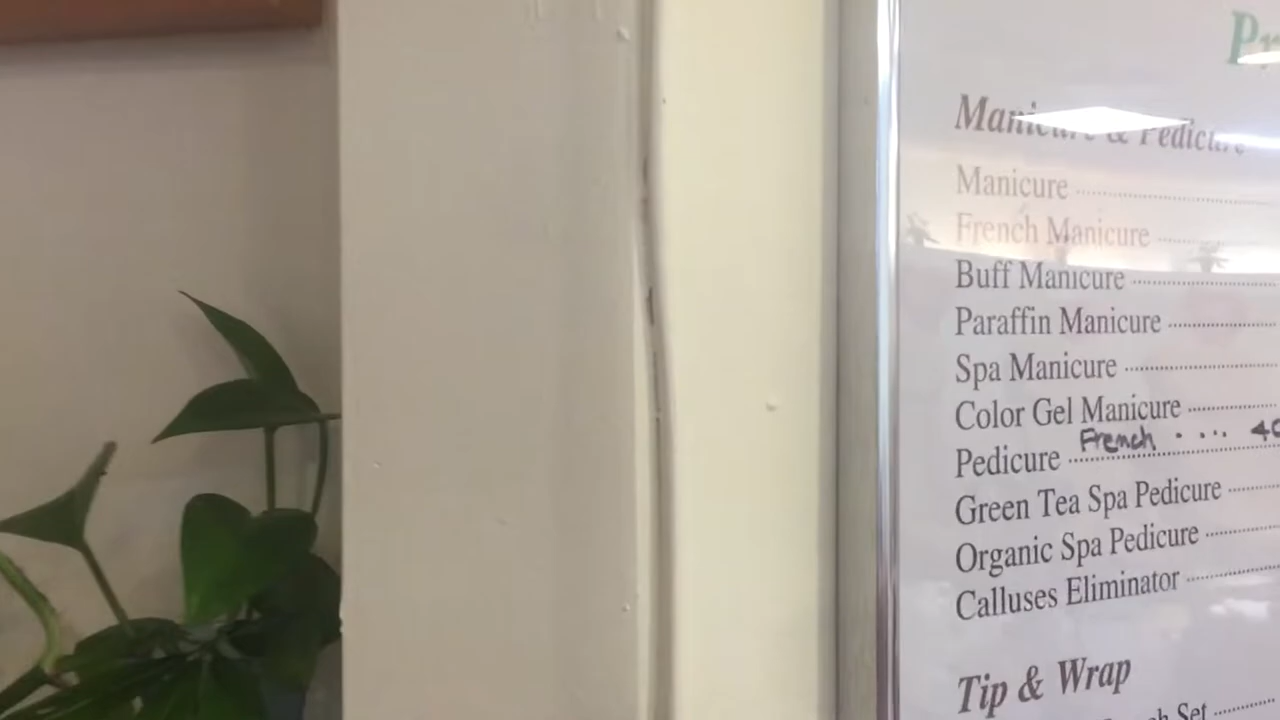 Manicure & Pedicure
Manicure
French Manicure
Buff Manicure
Paraffin Manicure
Spa Manicure
Color Gel Manicure
French .... 40
Pedicure
Green Tea Spa Pedicure
Organic Spa Pedicure
Calluses Eliminator
Tip & Wrap
Set